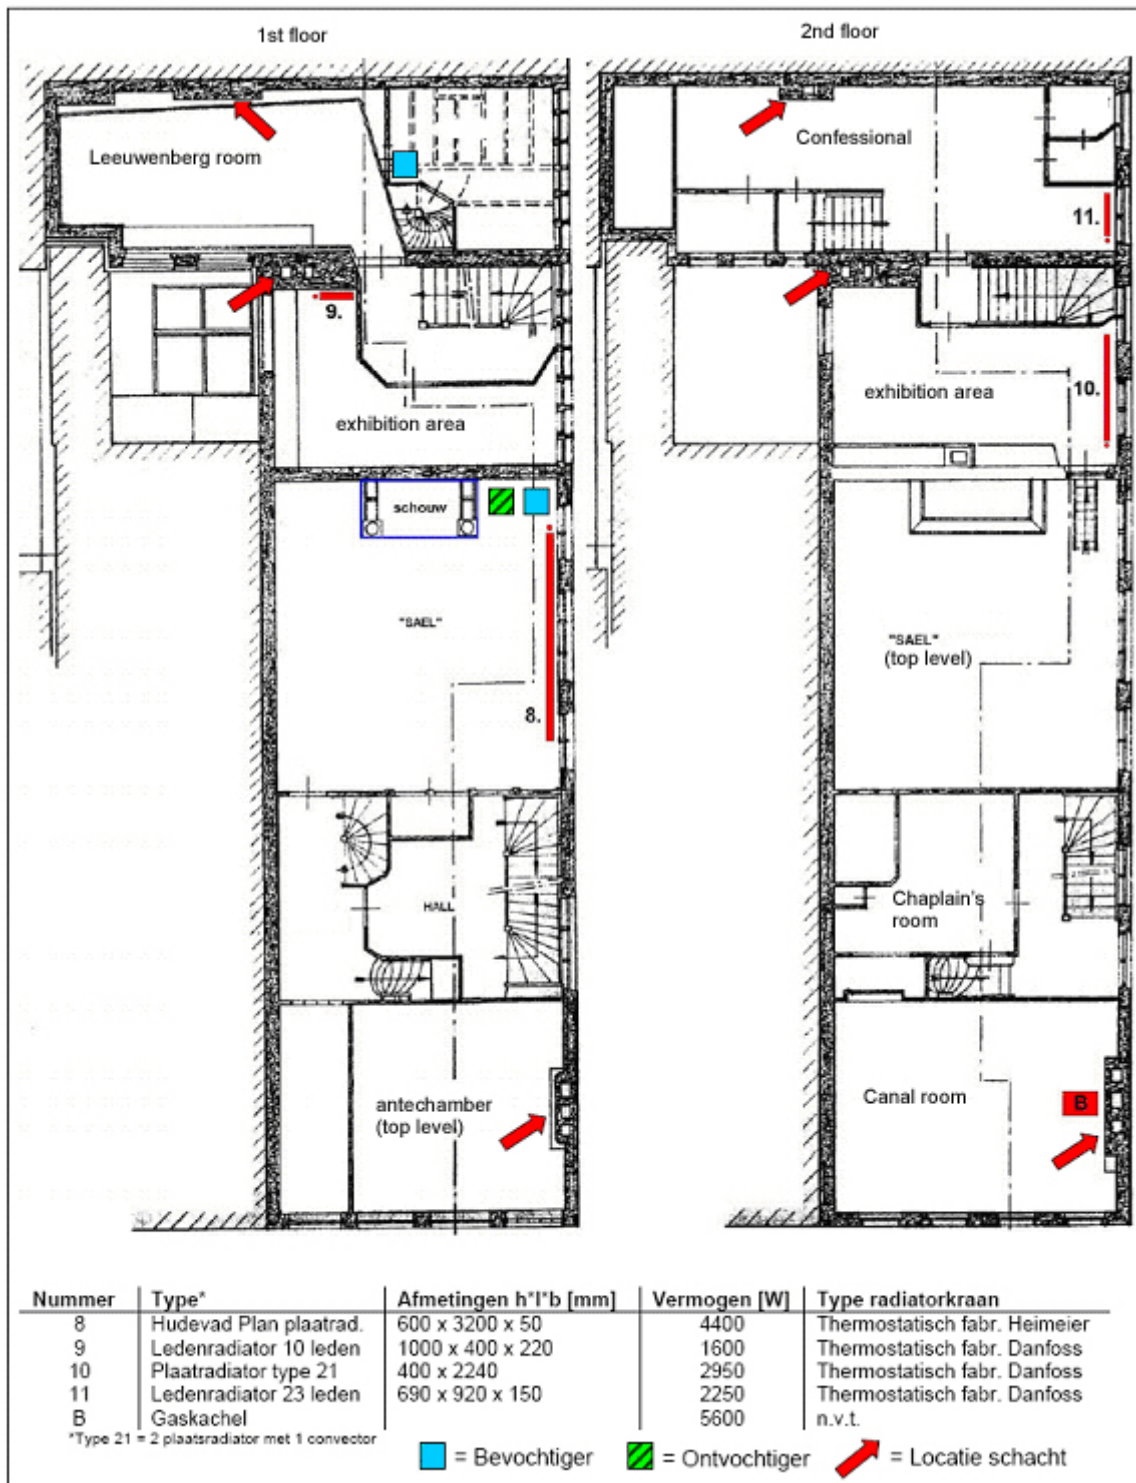 1st floor
2nd floor
Leeuwenberg room
Confessional
11.
9.
10.
exhibition area
exhibition area
schouw
"SAEL"
"SAEL"
(top level)
8.
HALL
Chaplain's
room
antechamber
(top level)
Canal room
B
Nummer Type* Afmetingen h*l*b [mm] Vermogen [W] Type radiatorkraan
8 Hudevad Plan plaatrad. 600 x 3200 x 50 4400 Thermostatisch fabr. Heimeier
9 Ledenradiator 10 leden 1000 x 400 x 220 1600 Thermostatisch fabr. Danfoss
10 Plaatradiator type 21 400 x 2240 2950 Thermostatisch fabr. Danfoss
11 Ledenradiator 23 leden 690 x 920 x 150 2250 Thermostatisch fabr. Danfoss
B Gaskachel 5600 n.v.t.
*Type 21 = 2 plaatsradiator met 1 convector
= Bevochtiger = Ontvochtiger = Locatie schacht